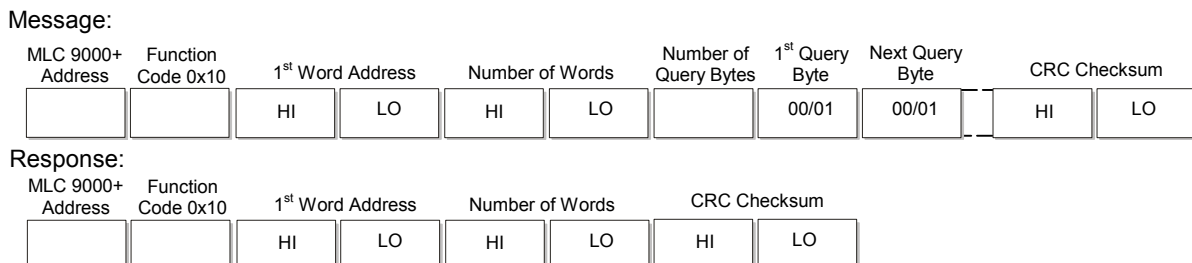 Message:
MLC 9000+ Address Function Code 0x10 1st Word Address Number of Words Number of Query Bytes 1st Query Byte Next Query Byte CRC Checksum
HI LO HI LO 00/01 00/01 HI LO
Response:
MLC 9000+ Address Function Code 0x10 1st Word Address Number of Words CRC Checksum
HI LO HI LO HI LO